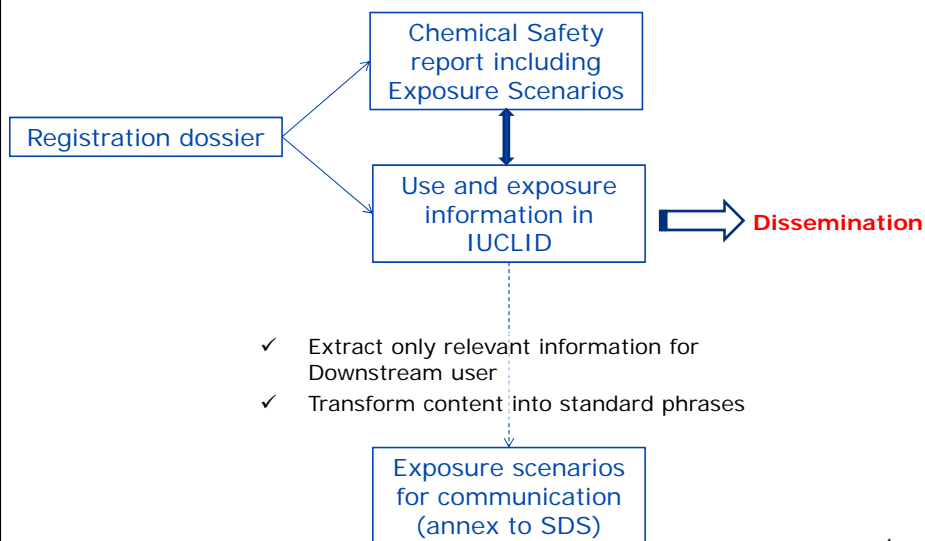 Chemical Safety
report including
Exposure Scenarios
Registration dossier
Use and exposure
information in
IUCLID
Dissemination
✓ Extract only relevant information for
Downstream user
✓ Transform content into standard phrases
Exposure scenarios
for communication
(annex to SDS)